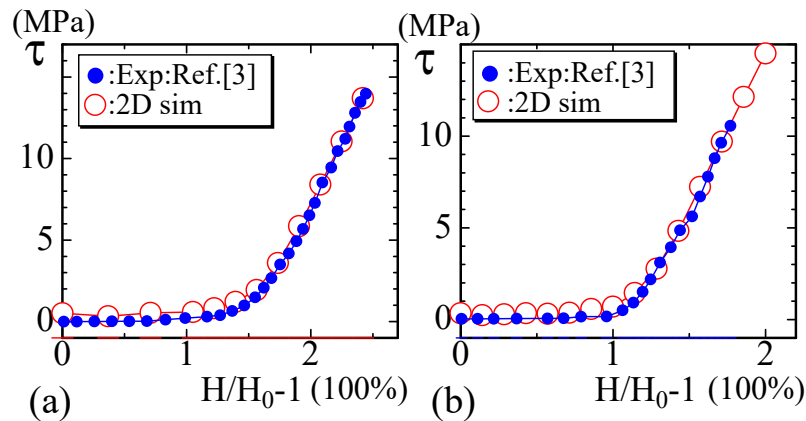 (MPa)
τ
:Exp:Ref.[3]
:2D sim
10
5
0
0
1
2
(a)
H/H₀-1 (100%)
(MPa)
15
τ
:Exp:Ref.[3]
:2D sim
10
5
0
0
1
2
(b)
H/H₀-1 (100%)